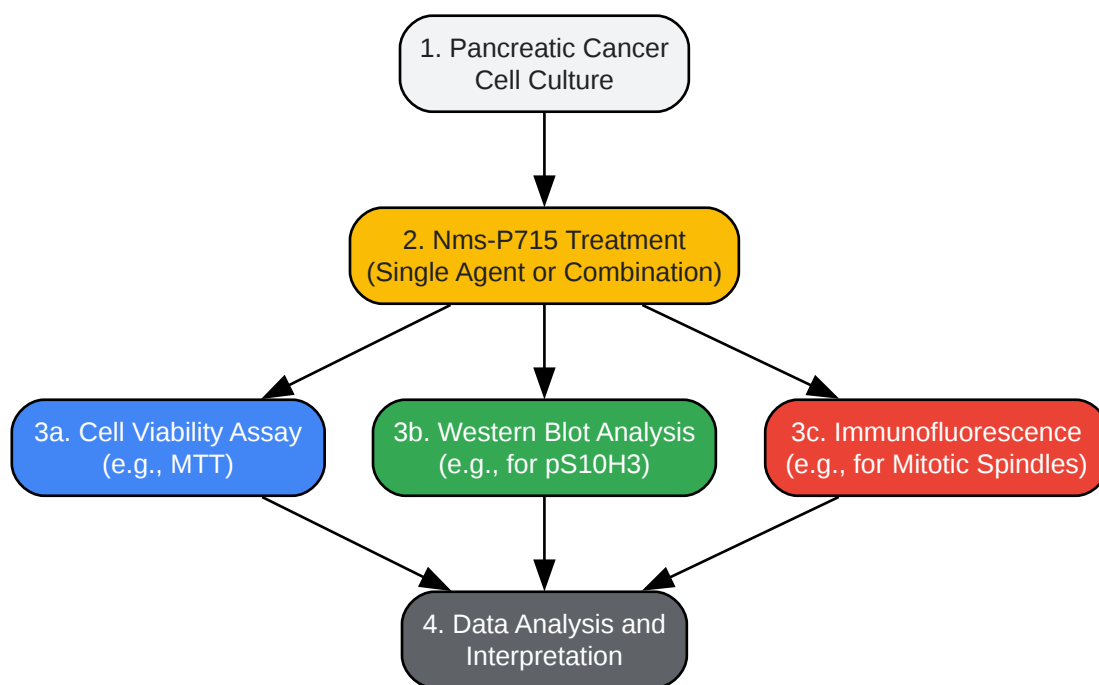 1. Pancreatic Cancer
Cell Culture
2. Nms-P715 Treatment
(Single Agent or Combination)
3a. Cell Viability Assay
(e.g., MTT)
3b. Western Blot Analysis
(e.g., for pS10H3)
3c. Immunofluorescence
(e.g., for Mitotic Spindles)
4. Data Analysis and
Interpretation